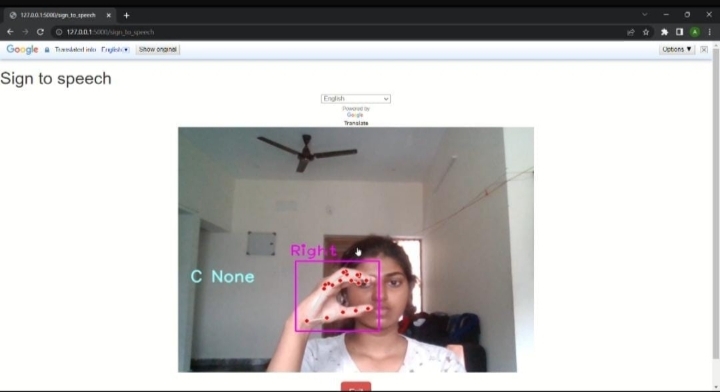 127.0.0.1:5000/sign_to_speech
127.0.0.1:5000/sign_to_speech
Google Translated into: English Show original Options ▼
Sign to speech
English
Powered by
Google
Translate
Right
C None